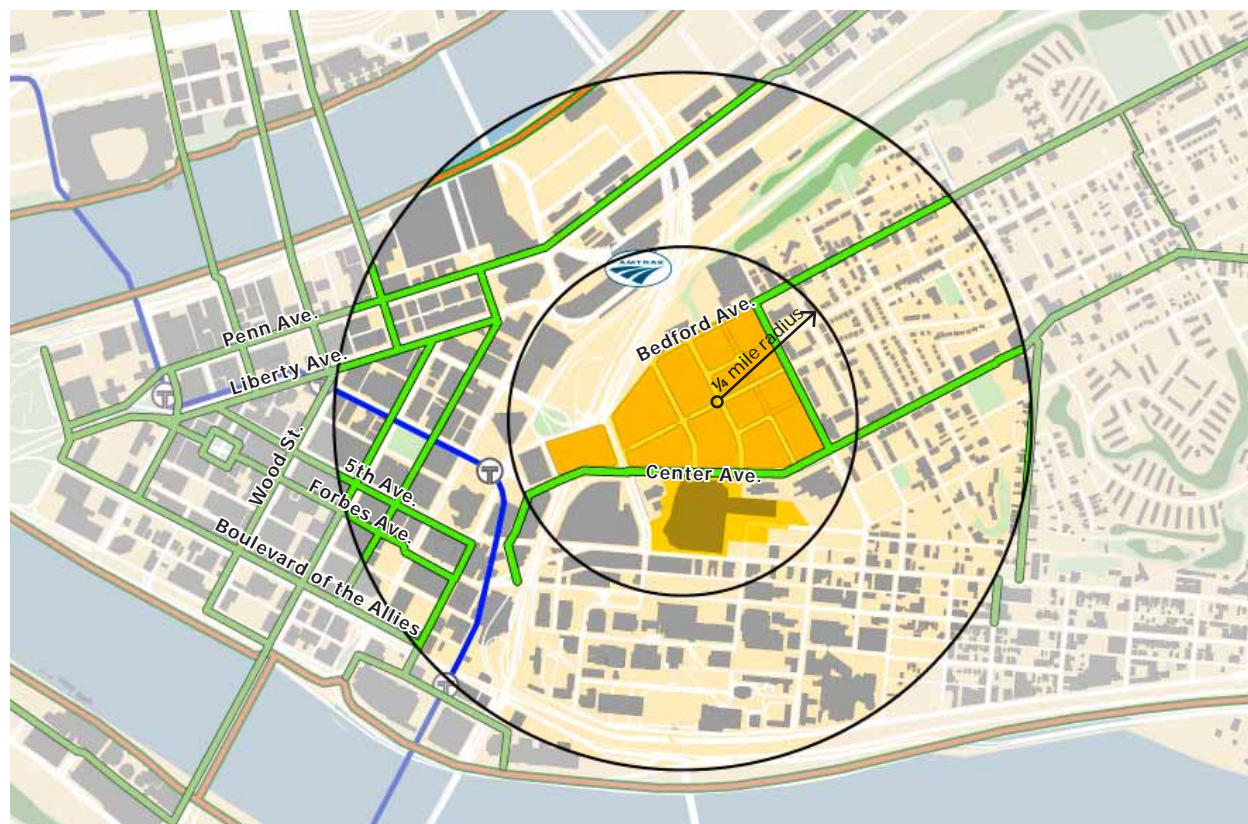 AMTRAK
Bedford Ave.
¼ mile radius
Penn Ave.
Liberty Ave.
Center Ave.
Wood St.
5th Ave.
Forbes Ave.
Boulevard of the Allies
T
T
T